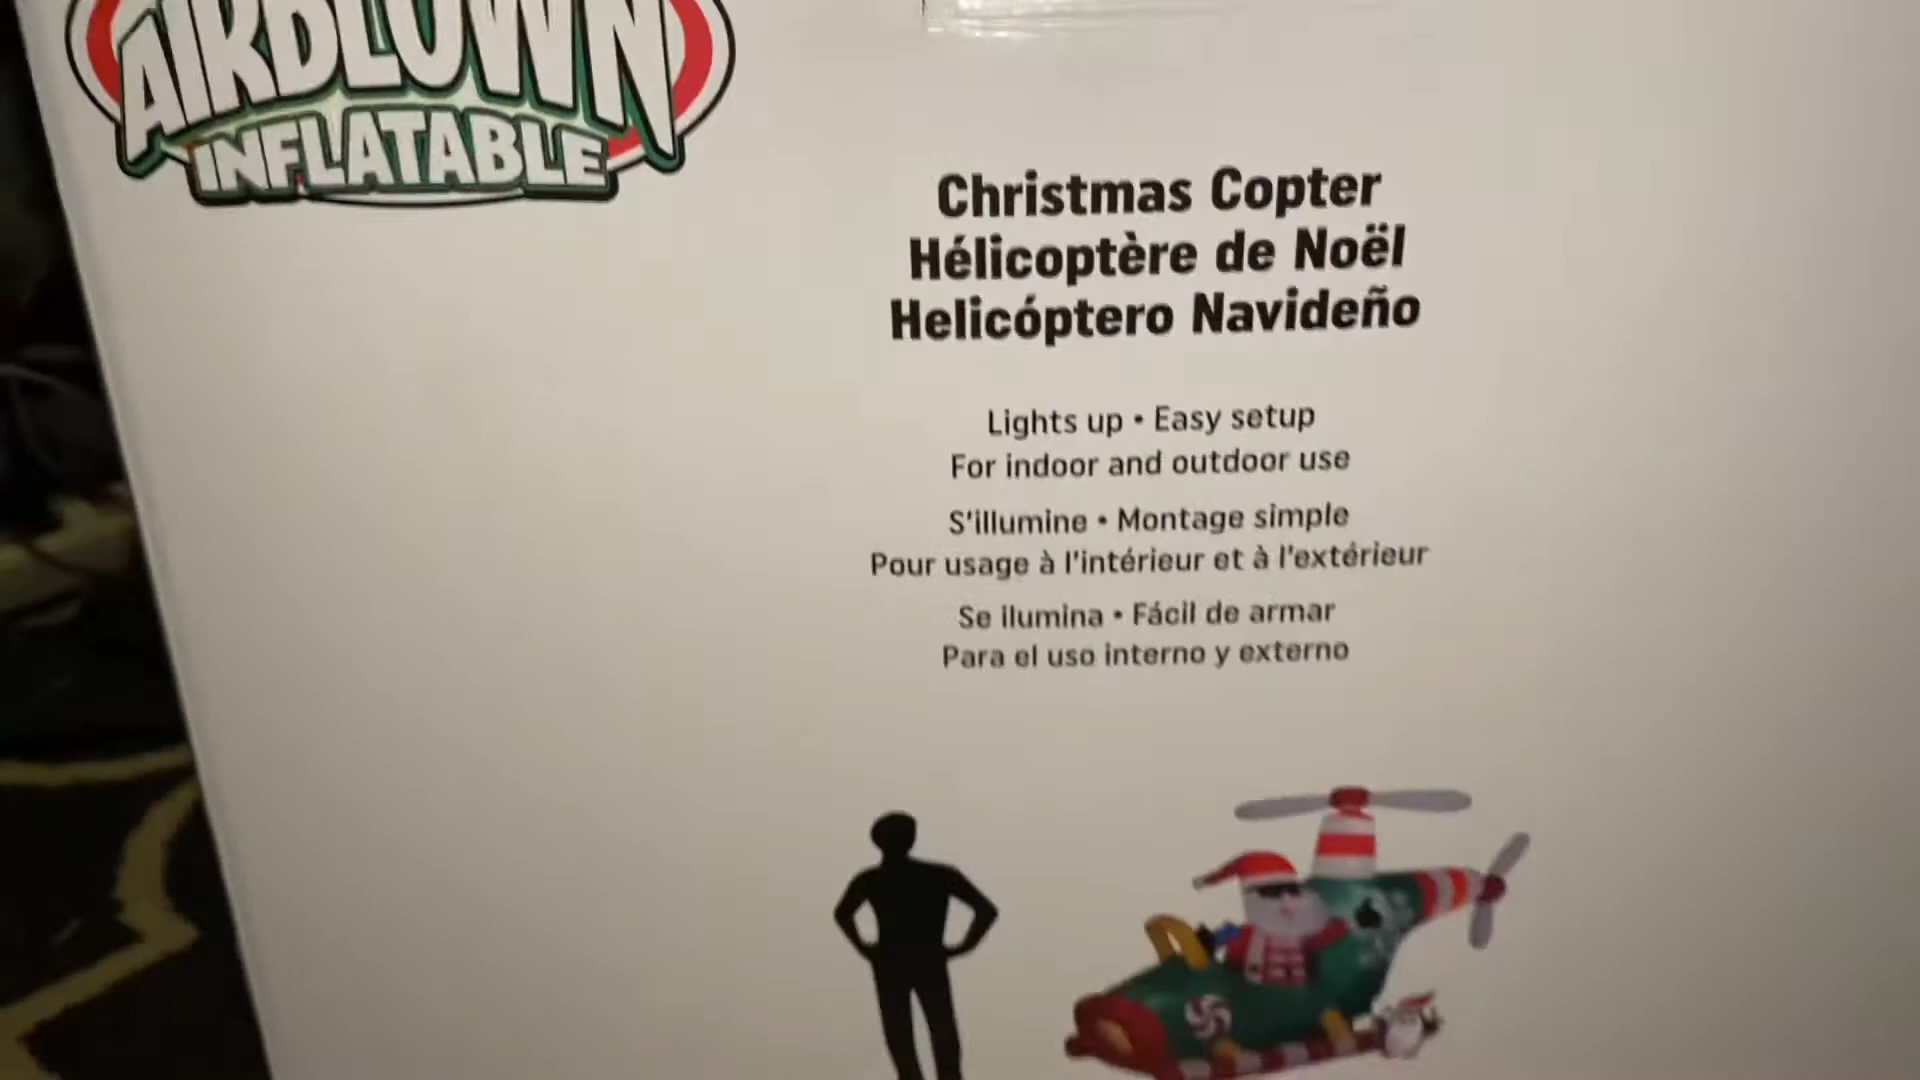 AIRBLOWN
INFLATABLE
Christmas Copter
Hélicoptère de Noël
Helicóptero Navideño
Lights up • Easy setup
For indoor and outdoor use
S'illumine • Montage simple
Pour usage à l'intérieur et à l'extérieur
Se ilumina • Fácil de armar
Para el uso interno y externo